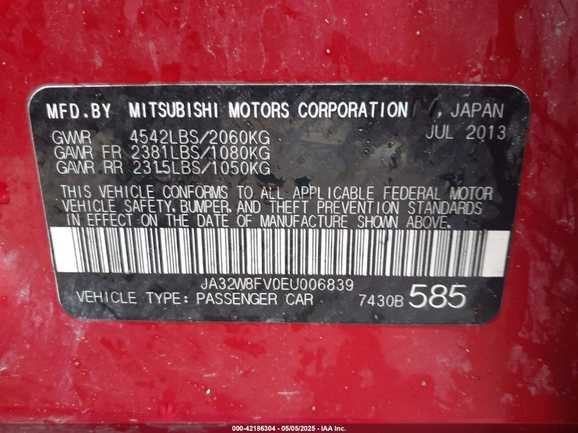 MFD.BY MITSUBISHI MOTORS CORPORATION , JAPAN
JUL 2013
GVWR 4542LBS/2060KG
GAWR FR 2381LBS/1080KG
GAWR RR 2315LBS/1050KG
THIS VEHICLE CONFORMS TO ALL APPLICABLE FEDERAL MOTOR
VEHICLE SAFETY, BUMPER, AND THEFT PREVENTION STANDARDS
IN EFFECT ON THE DATE OF MANUFACTURE SHOWN ABOVE.
JA32W8FV0EU006839
VEHICLE TYPE: PASSENGER CAR 7430B 585
000-42186304 - 05/05/2025 - IAA Inc.